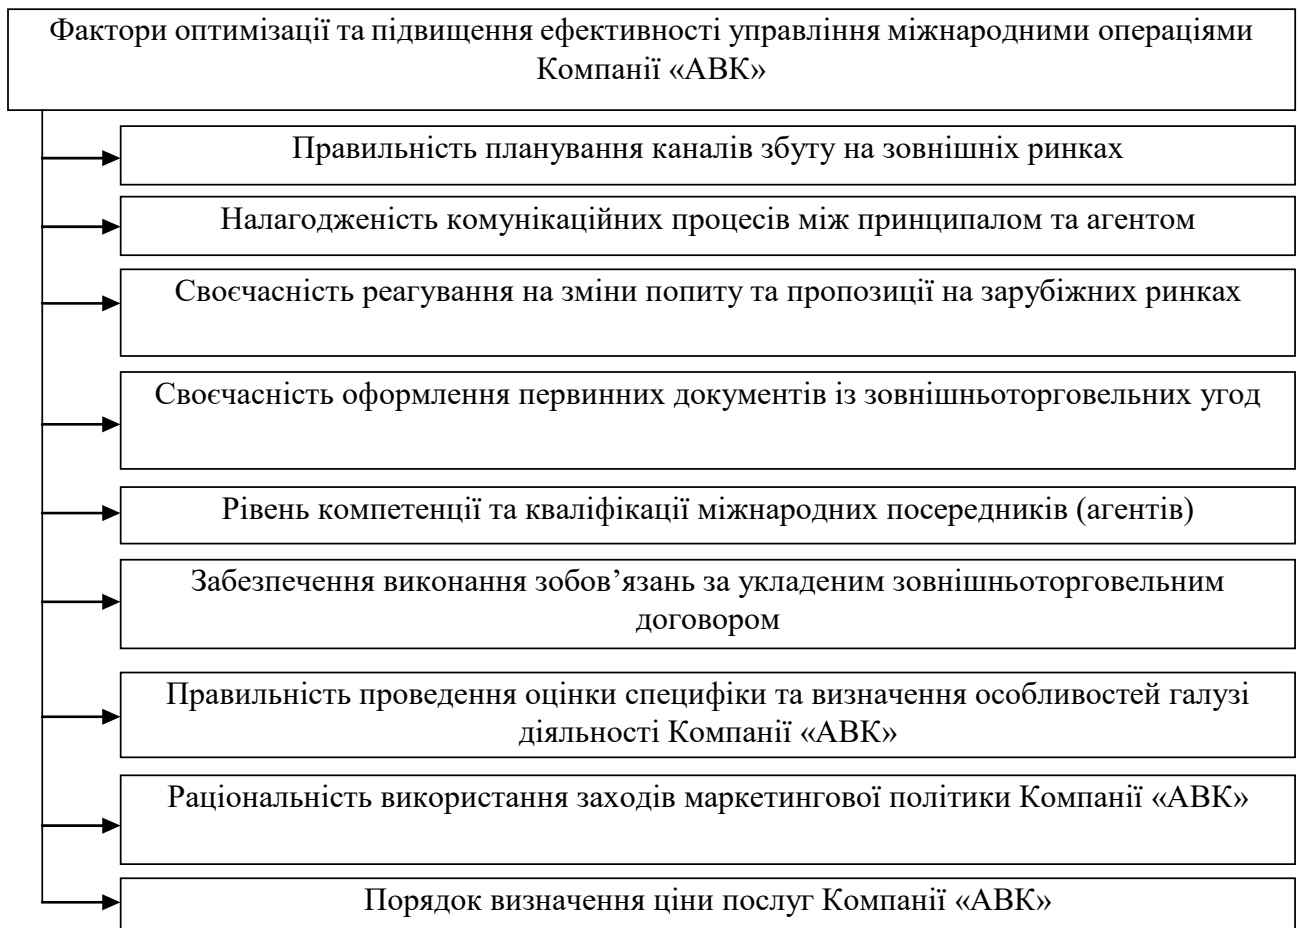 Фактори оптимізації та підвищення ефективності управління міжнародними операціями
Компанії «АВК»
Правильність планування каналів збуту на зовнішніх ринках
Налагодженість комунікаційних процесів між принципалом та агентом
Своєчасність реагування на зміни попиту та пропозиції на зарубіжних ринках
Своєчасність оформлення первинних документів із зовнішньоторговельних угод
Рівень компетенції та кваліфікації міжнародних посередників (агентів)
Забезпечення виконання зобов’язань за укладеним зовнішньоторговельним
договором
Правильність проведення оцінки специфіки та визначення особливостей галузі
діяльності Компанії «АВК»
Раціональність використання заходів маркетингової політики Компанії «АВК»
Порядок визначення ціни послуг Компанії «АВК»